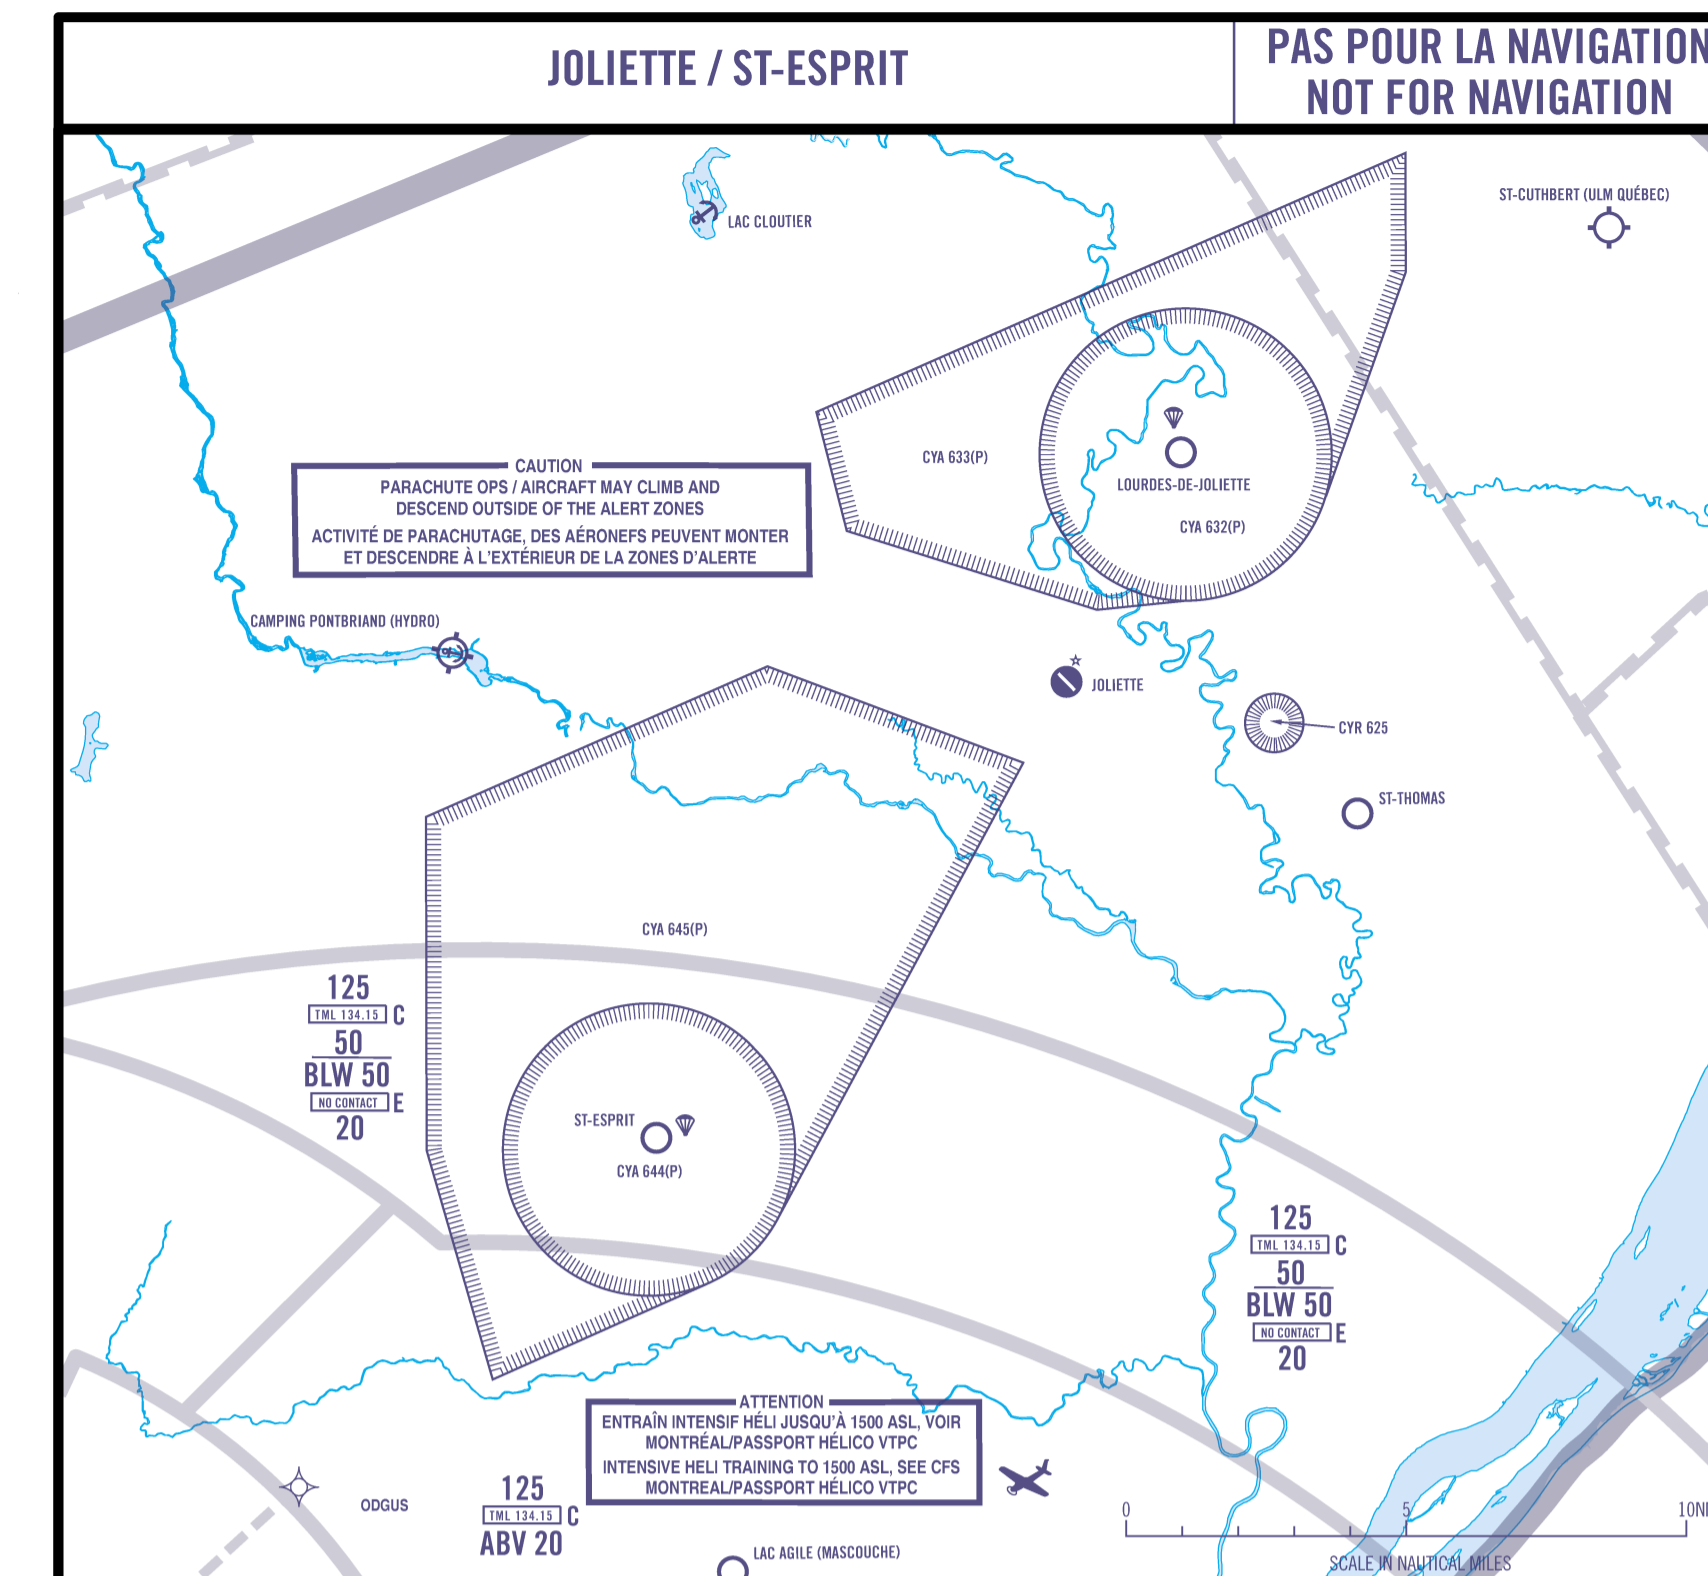 JOLIETTE / ST-ESPRIT
PAS POUR LA NAVIGATION
NOT FOR NAVIGATION
ST-CUTHBERT (ULM QUÉBEC)
LAC CLOUTIER
CYA 633(P)
LOURDES-DE-JOLIETTE
CYA 632(P)
CAUTION
PARACHUTE OPS / AIRCRAFT MAY CLIMB AND
DESCEND OUTSIDE OF THE ALERT ZONES
ACTIVITÉ DE PARACHUTAGE, DES AÉRONEFS PEUVENT MONTER
ET DESCENDRE À L'EXTÉRIEUR DE LA ZONES D'ALERTE
CAMPING PONTBRIAND (HYDRO)
JOLIETTE
CYR 625
ST-THOMAS
CYA 645(P)
125
TML 134.15 C
50
BLW 50
NO CONTACT E
20
ST-ESPRIT
CYA 644(P)
125
TML 134.15 C
50
BLW 50
NO CONTACT E
20
ATTENTION
ENTRAÎN INTENSIF HÉLI JUSQU'À 1500 ASL, VOIR
MONTRÉAL/PASSPORT HÉLICO VTPC
INTENSIVE HELI TRAINING TO 1500 ASL, SEE CFS
MONTREAL/PASSPORT HÉLICO VTPC
ODGUS
125
TML 134.15 C
ABV 20
LAC AGILE (MASCOUCHE)
0 5 10N
SCALE IN NAUTICAL MILES